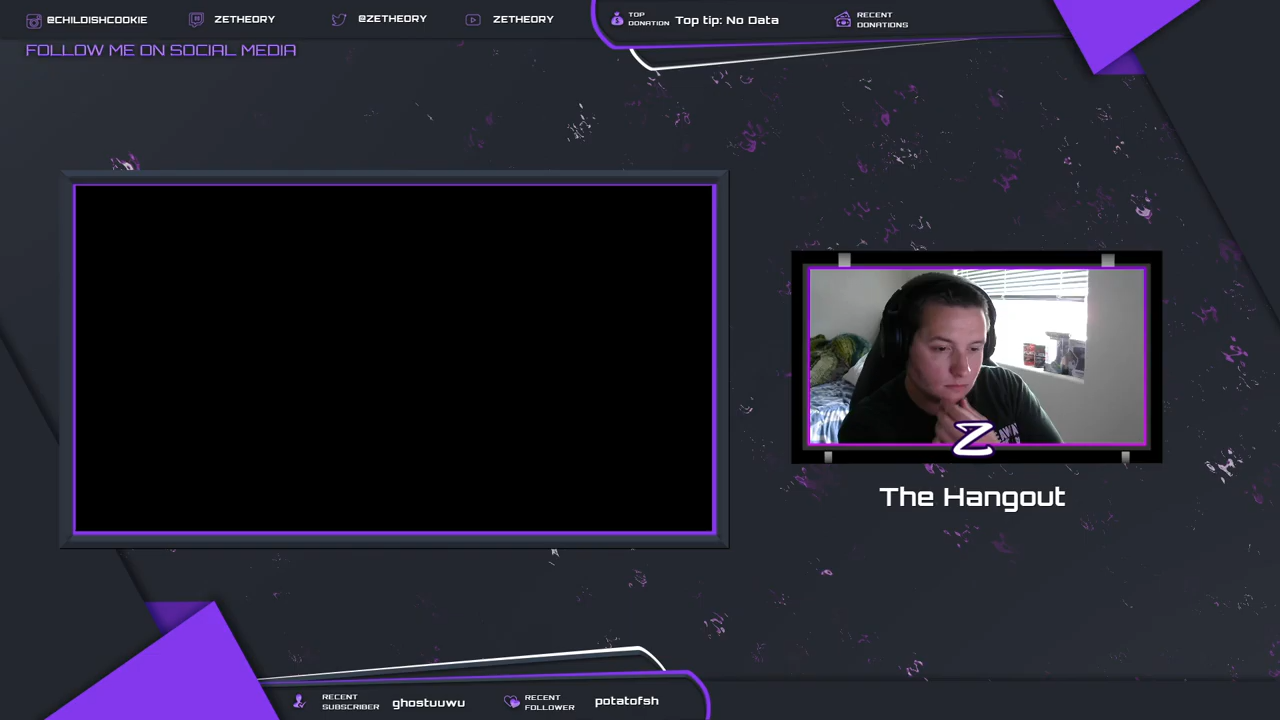 @CHILDISHCOOKIE
ZETHEORY
@ZETHEORY
ZETHEORY
TOP
DONATION
Top tip: No Data
RECENT
DONATIONS
FOLLOW ME ON SOCIAL MEDIA
Z
The Hangout
RECENT
SUBSCRIBER
ghostuuwu
RECENT
FOLLOWER
potatofsh